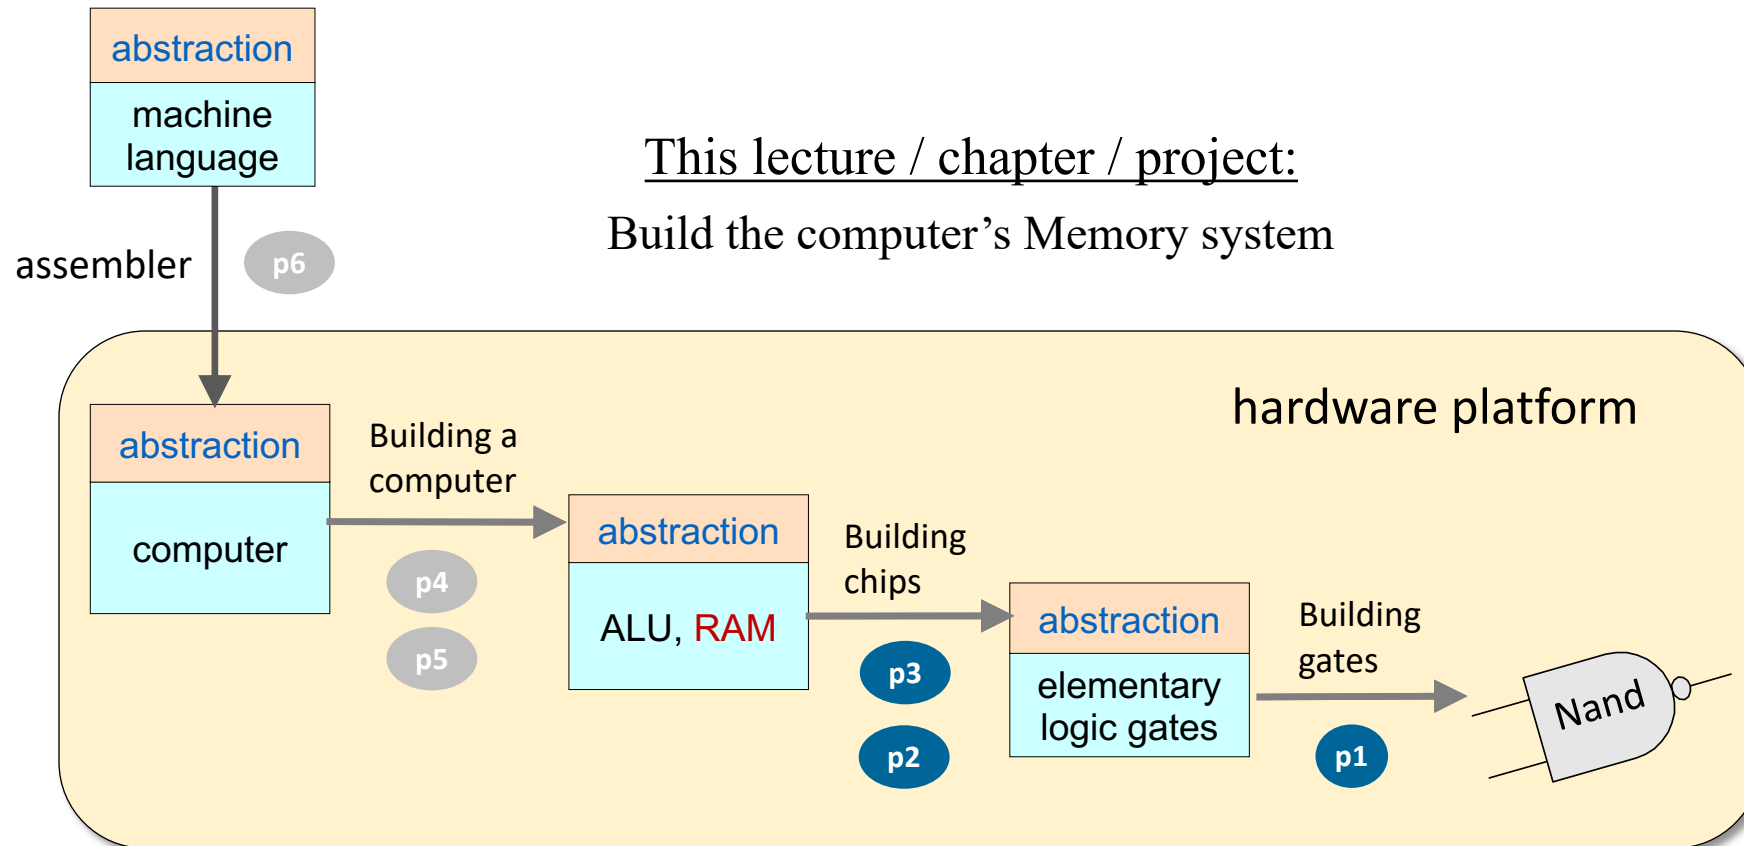 abstraction
machine
language
This lecture / chapter / project:
Build the computer’s Memory system
assembler
p6
hardware platform
abstraction
computer
Building a
computer
p4
p5
abstraction
ALU, RAM
Building
chips
p3
p2
abstraction
elementary
logic gates
Building
gates
p1
Nand